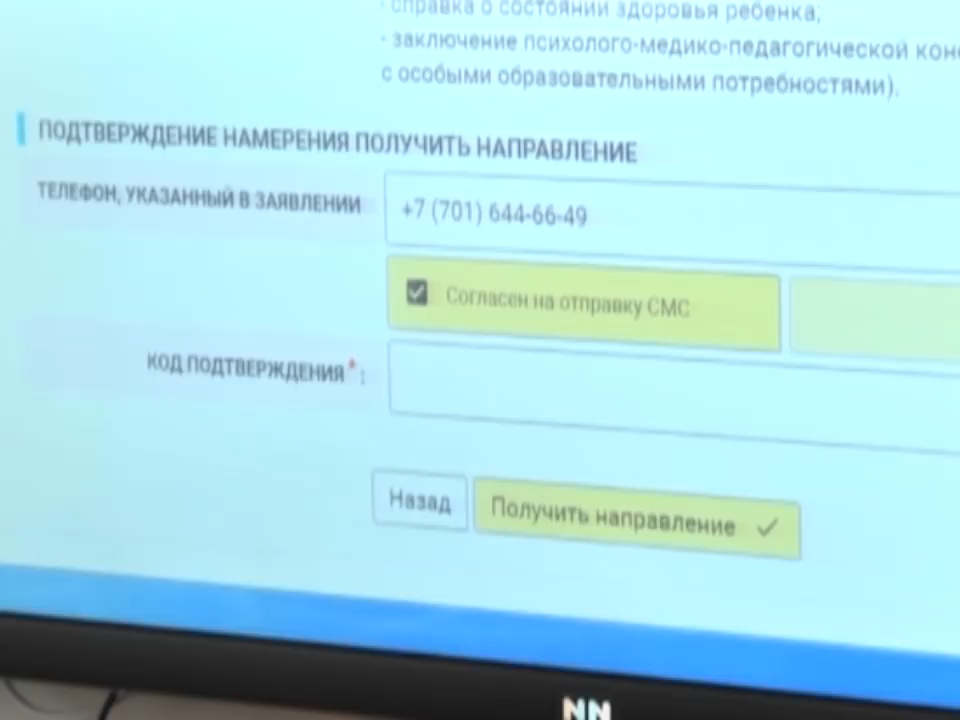 - справка о состоянии здоровья ребенка;
- заключение психолого-медико-педагогической
с особыми образовательными потребностями).
ПОДТВЕРЖДЕНИЕ НАМЕРЕНИЯ ПОЛУЧИТЬ НАПРАВЛЕНИЕ
ТЕЛЕФОН, УКАЗАННЫЙ В ЗАЯВЛЕНИИ
+7 (701) 644-66-49
Согласен на отправку СМС
КОД ПОДТВЕРЖДЕНИЯ * :
Назад
Получить направление